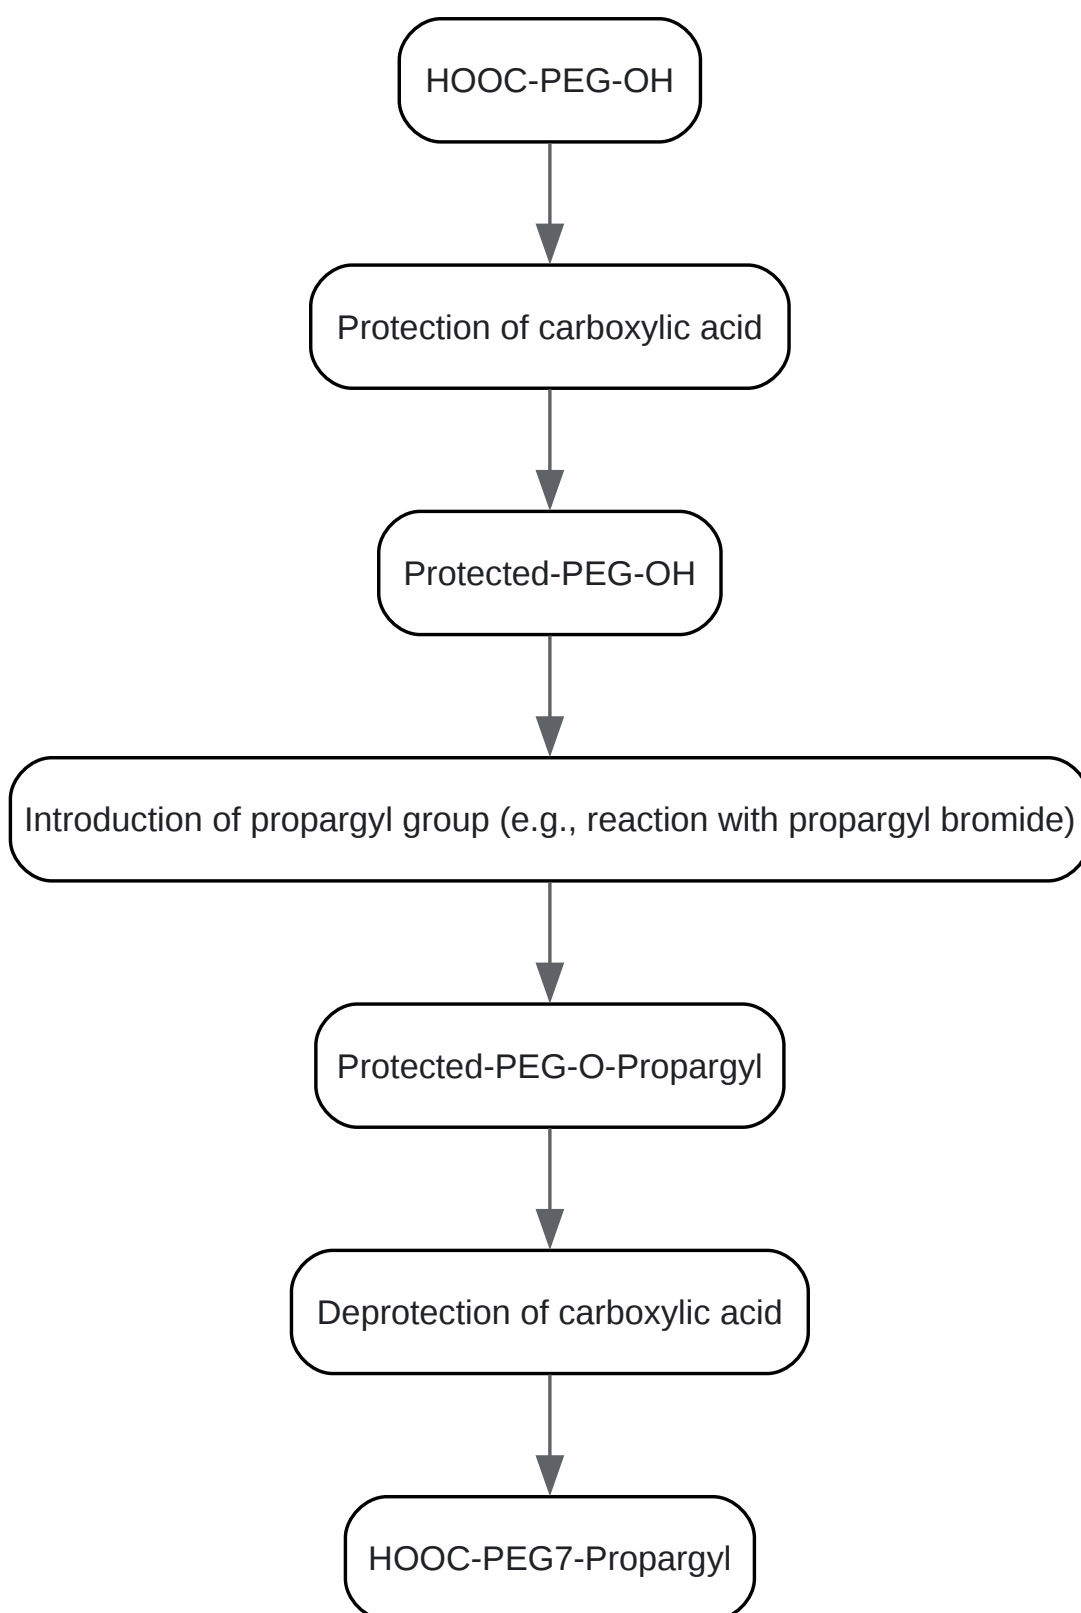 HOOC-PEG-OH
Protection of carboxylic acid
Protected-PEG-OH
Introduction of propargyl group (e.g., reaction with propargyl bromide)
Protected-PEG-O-Propargyl
Deprotection of carboxylic acid
HOOC-PEG7-Propargyl